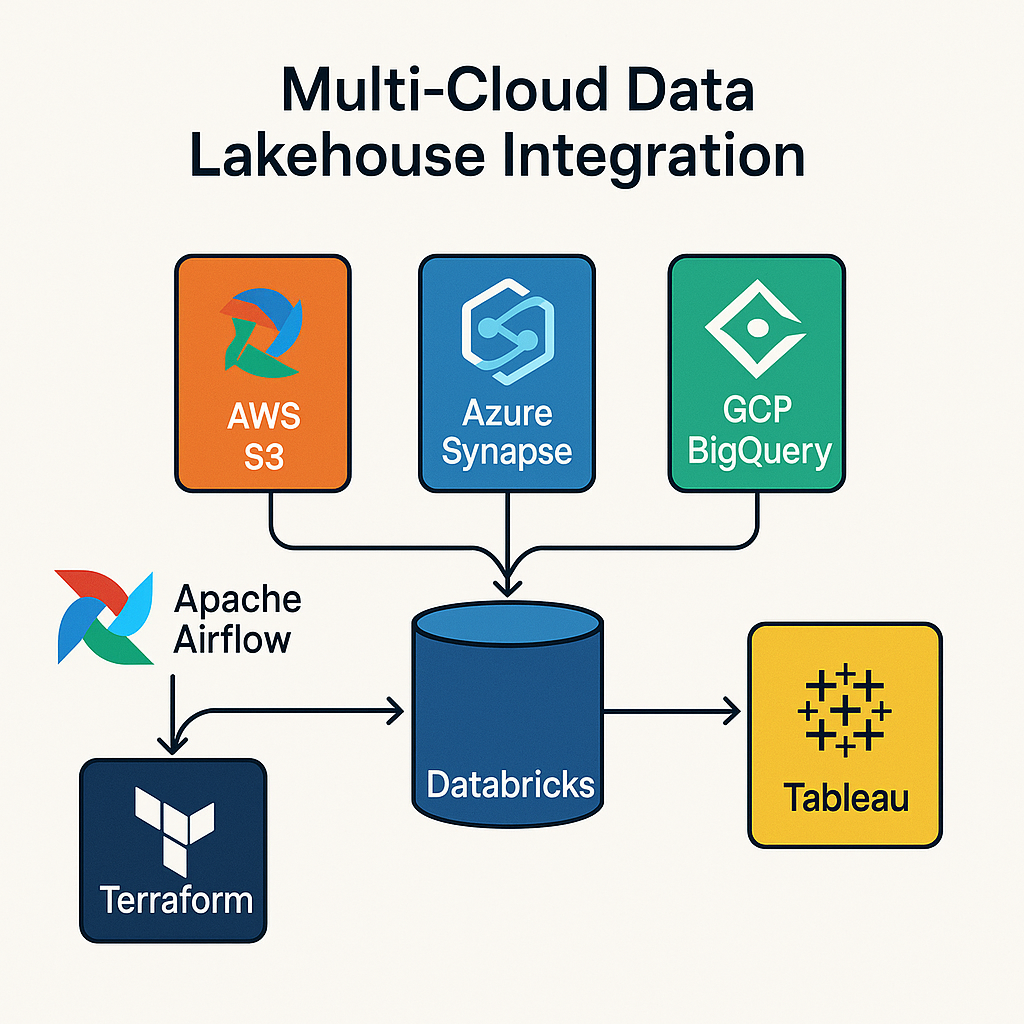 Multi-Cloud Data
Lakehouse Integration
AWS
S3
Azure
Synapse
GCP
BigQuery
Apache
Airflow
Databricks
Tableau
Terraform